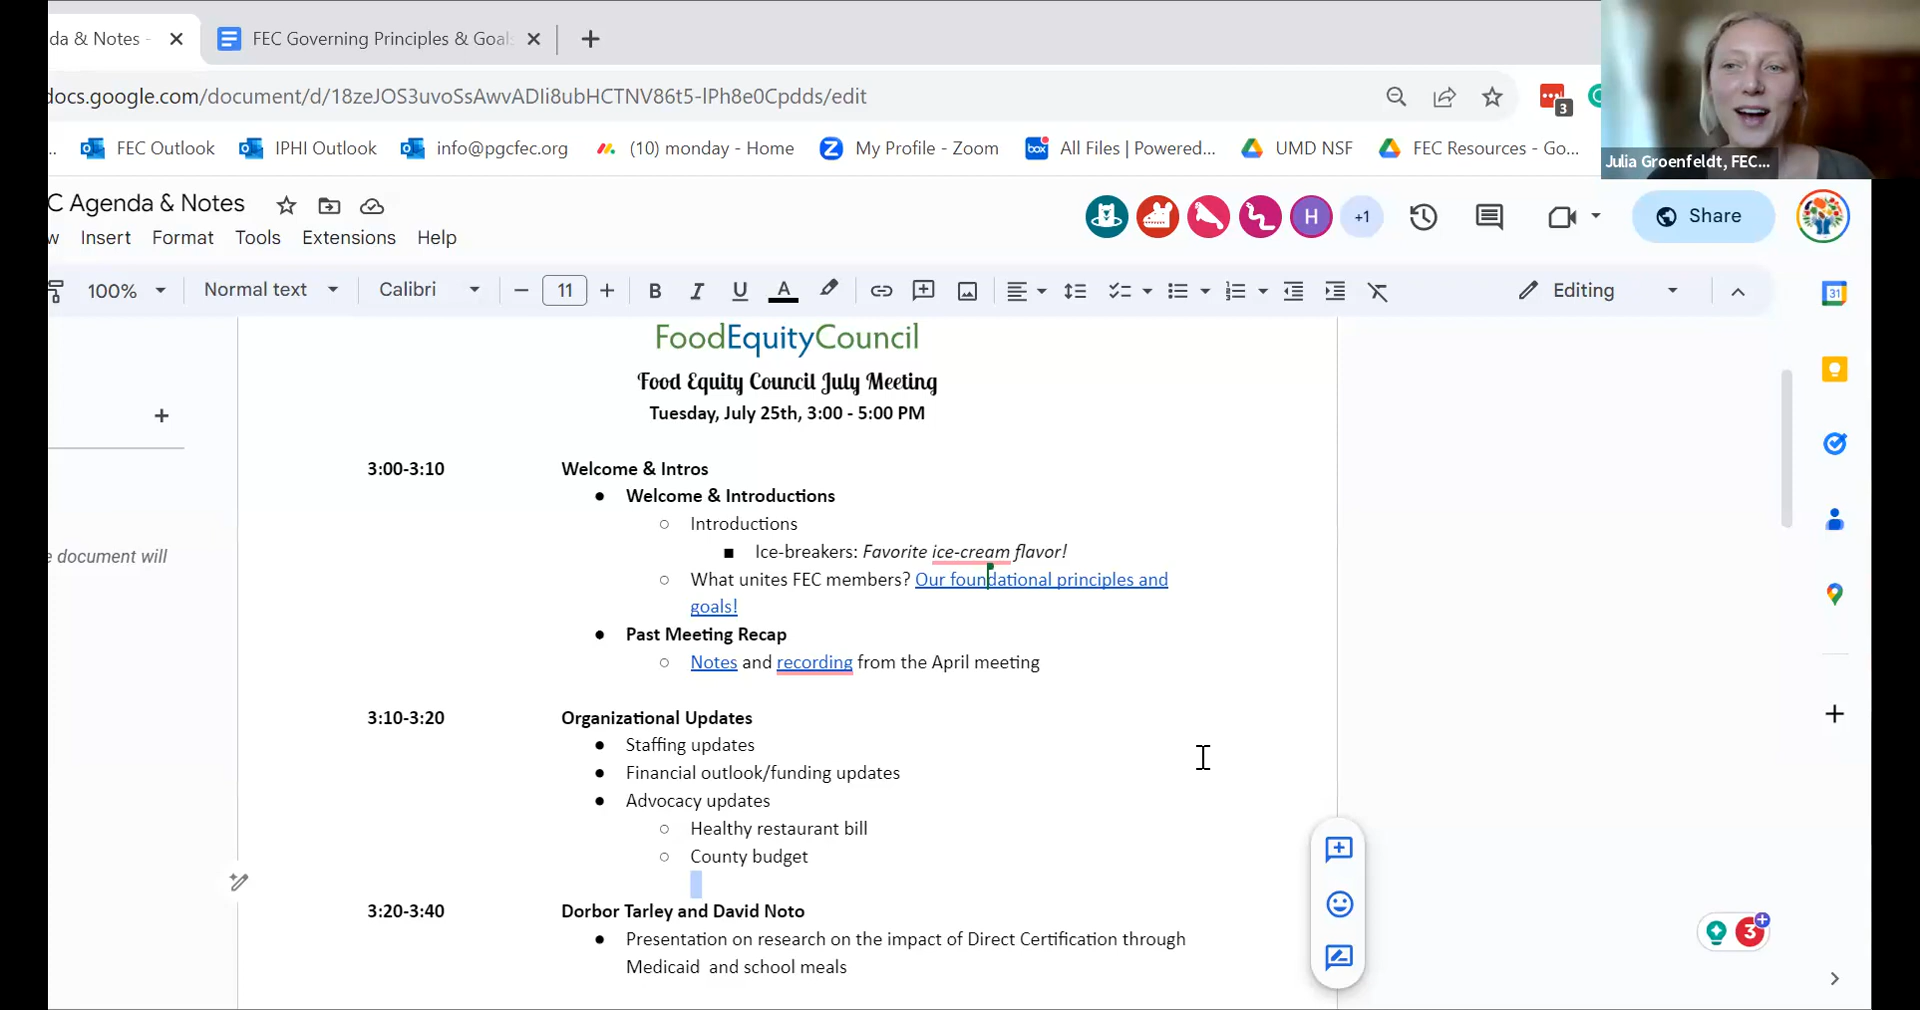 da & Notes -
FEC Governing Principles & Goal
docs.google.com/document/d/18zeJOS3uvoSsAwvADIi8ubHCTNV86t5-lPh8e0Cpdds/edit
3
FEC Outlook
IPHI Outlook
info@pgcfec.org
(10) monday - Home
My Profile - Zoom
box
All Files | Powered...
UMD NSF
FEC Resources - Go...
Julia Groenfeldt, FEC...
C Agenda & Notes
H
+1
Share
w Insert Format Tools Extensions Help
100%
Normal text
Calibri
11
B I U A
Editing
31
FoodEquityCouncil
Food Equity Council July Meeting
Tuesday, July 25th, 3:00 - 5:00 PM
3:00-3:10 Welcome & Intros
Welcome & Introductions
Introductions
Ice-breakers: Favorite ice-cream flavor!
What unites FEC members? Our foundational principles and
goals!
Past Meeting Recap
Notes and recording from the April meeting
e document will
3:10-3:20 Organizational Updates
Staffing updates
Financial outlook/funding updates
Advocacy updates
Healthy restaurant bill
County budget
3:20-3:40 Dorbor Tarley and David Noto
Presentation on research on the impact of Direct Certification through
Medicaid and school meals
3